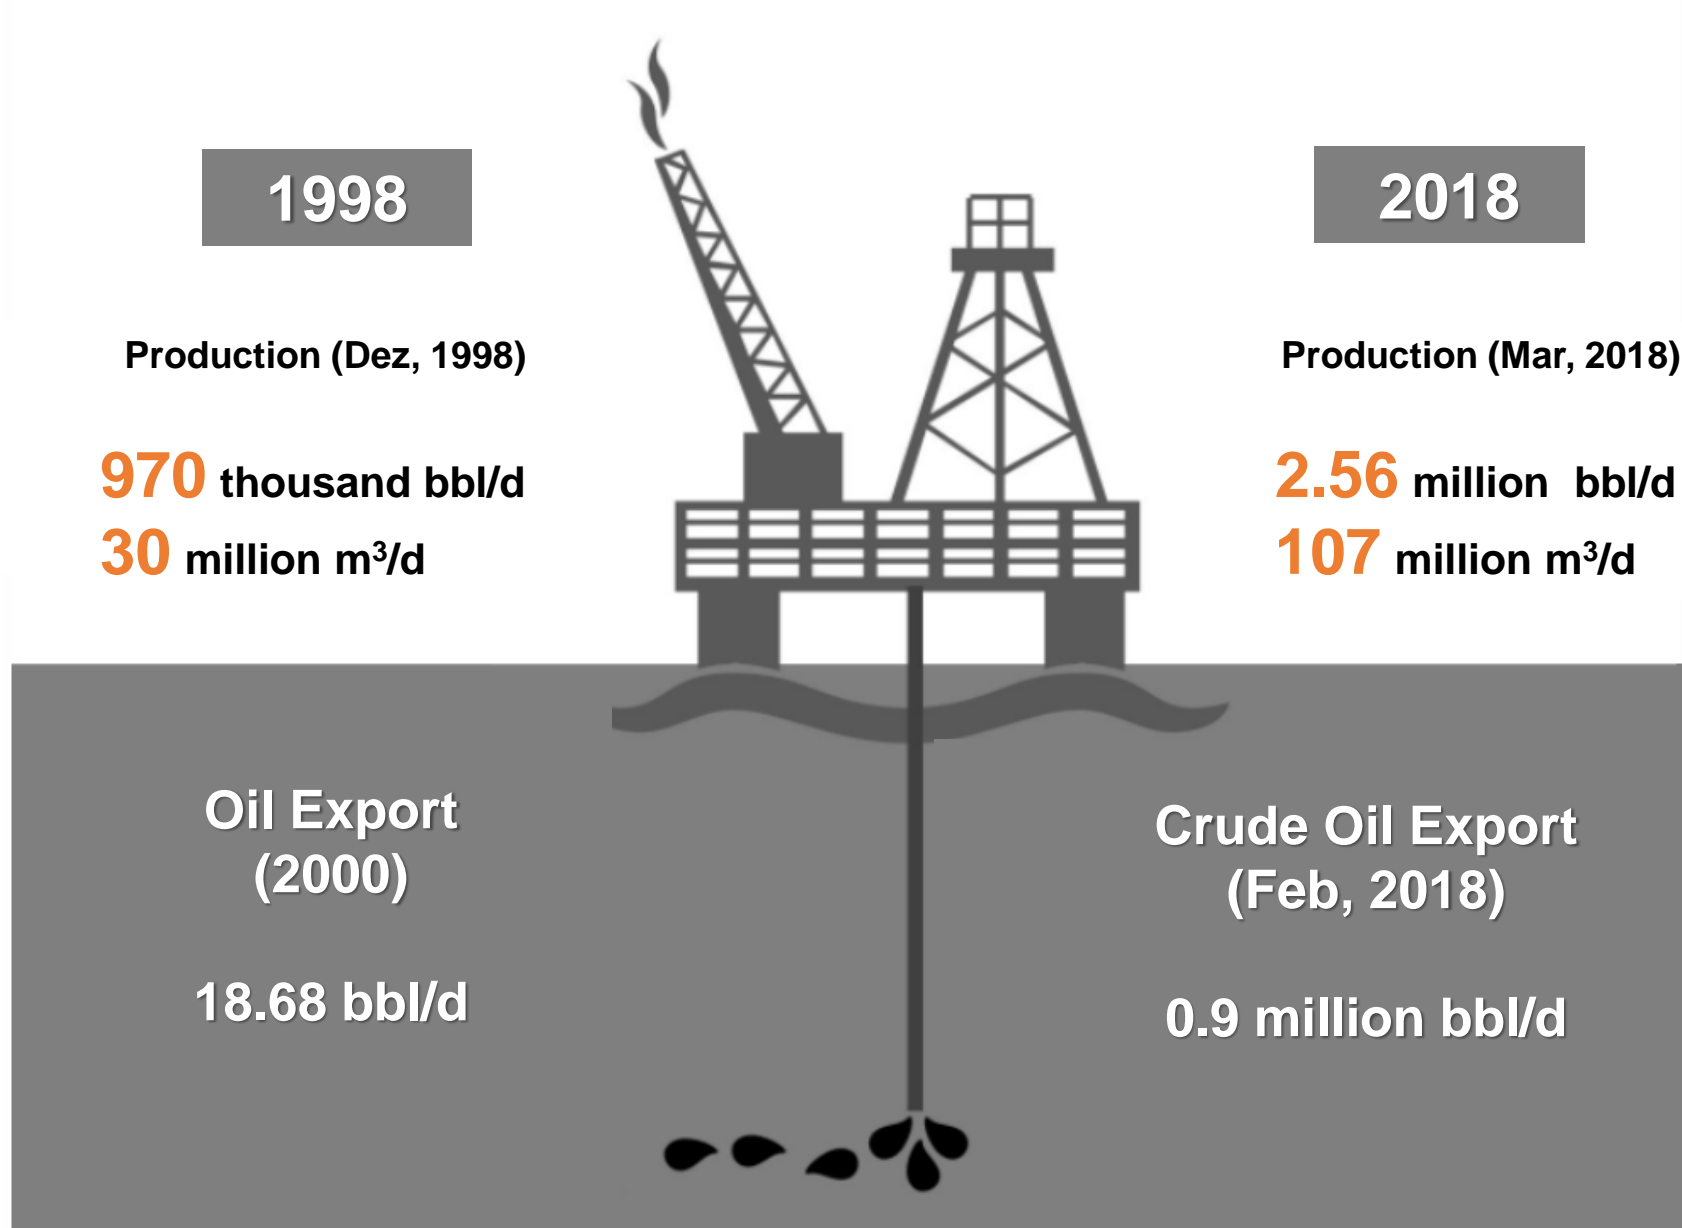 1998
Production (Dez, 1998)
970 thousand bbl/d
30 million m³/d
Oil Export
(2000)
18.68 bbl/d
2018
Production (Mar, 2018)
2.56 million  bbl/d
107 million m³/d
Crude Oil Export
(Feb, 2018)
0.9 million bbl/d